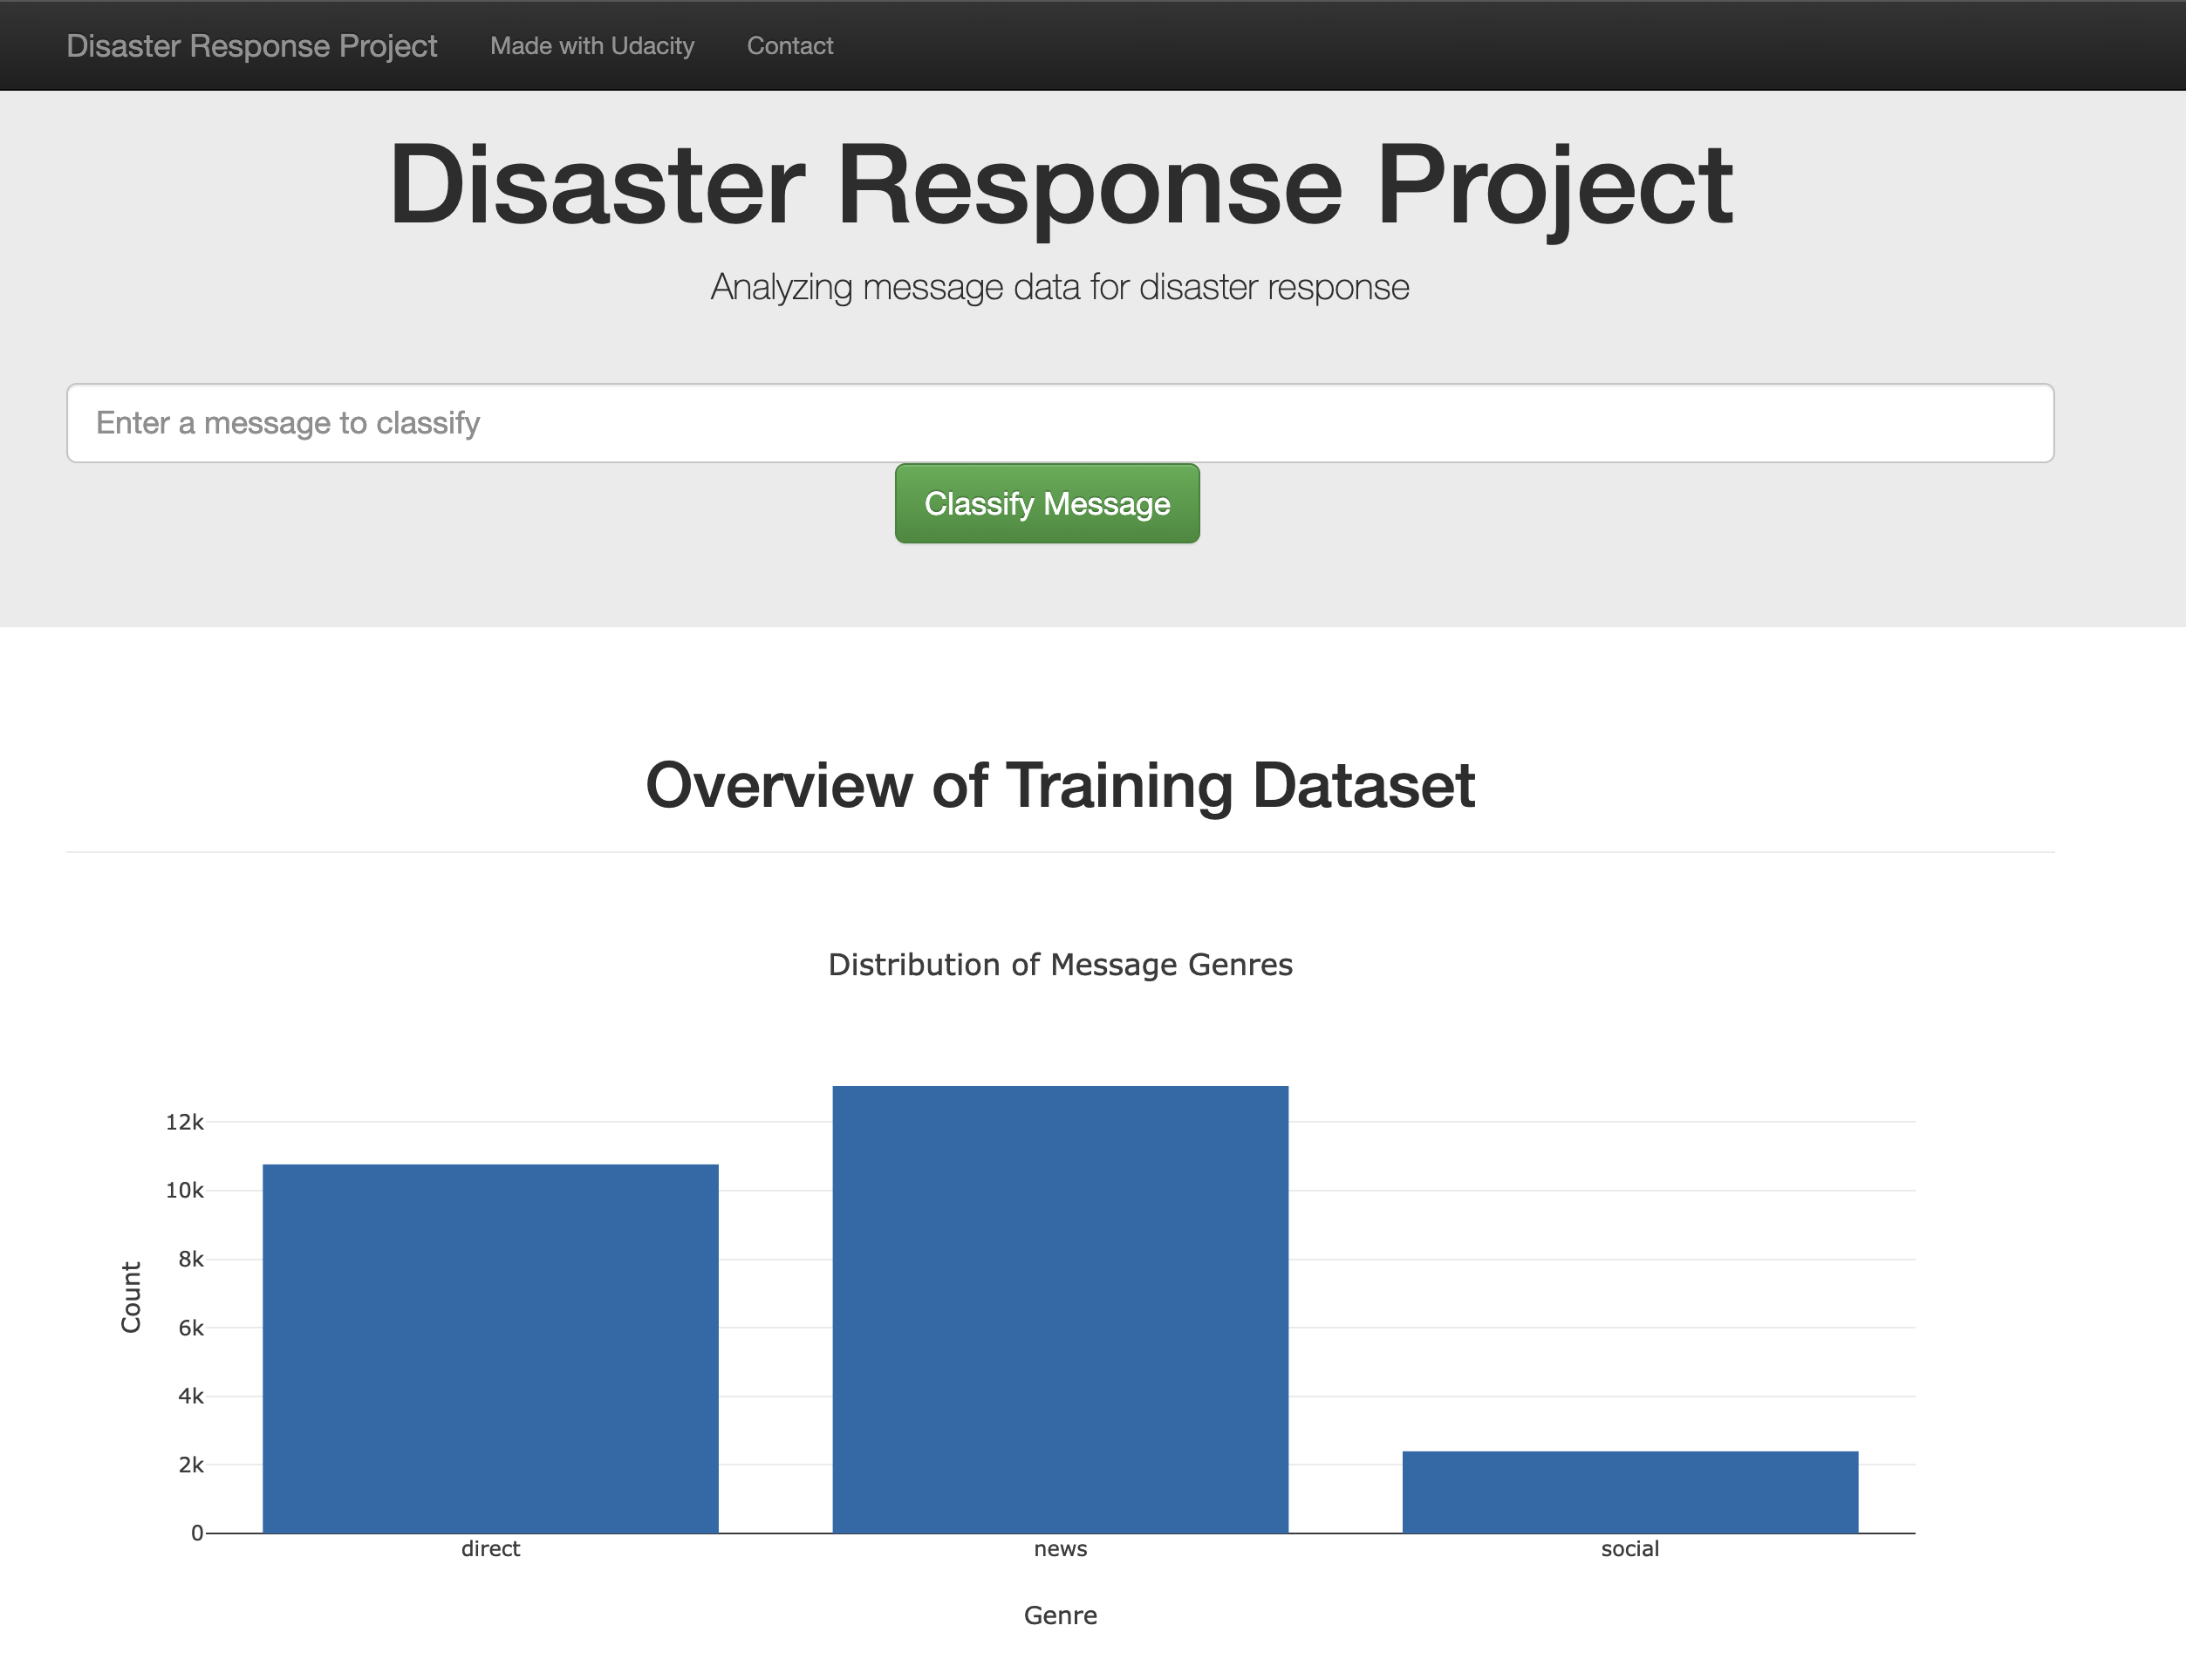 Disaster Response Project Made with Udacity Contact
Disaster Response Project
Analyzing message data for disaster response
Enter a message to classify
Classify Message
Overview of Training Dataset
Distribution of Message Genres
12k
10k
8k
6k
4k
2k
0
Count
direct news social
Genre